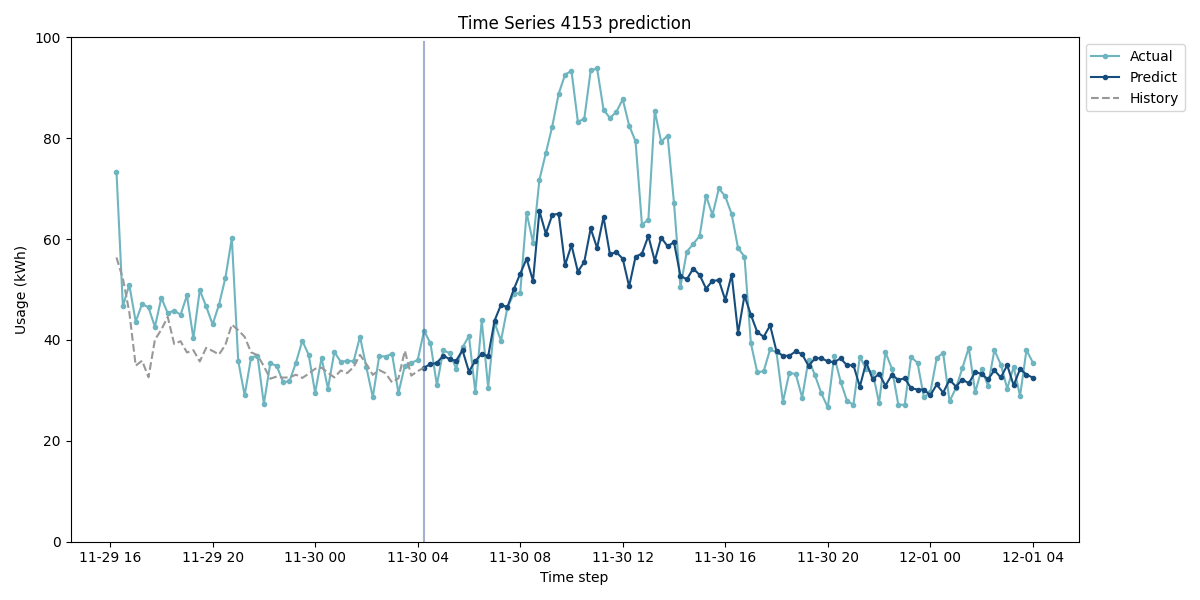 Time Series 4153 prediction
Usage (kWh)
100
80
60
40
20
0
11-29 16
11-29 20
11-30 00
11-30 04
11-30 08
11-30 12
11-30 16
11-30 20
12-01 00
12-01 04
Time step
Actual
Predict
History